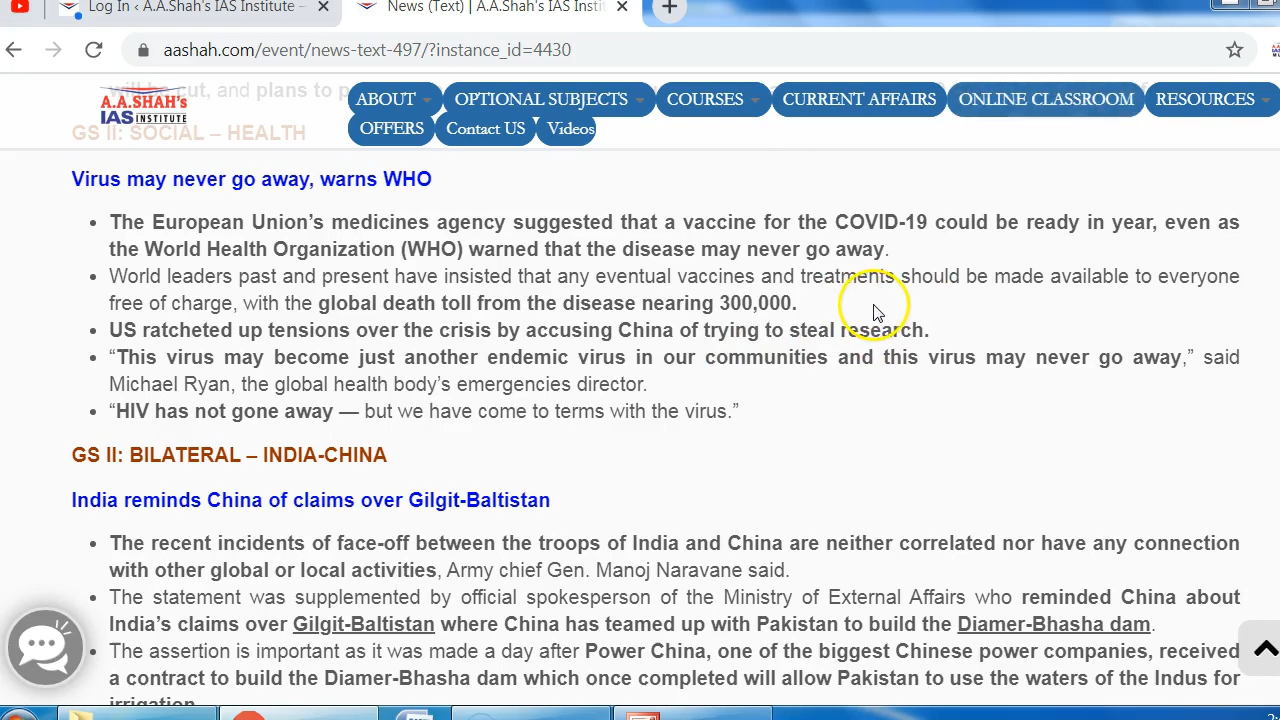 Log In ‹ A.A.Shah's IAS Institute –
News (Text) | A.A.Shah's IAS Insti
aashah.com/event/news-text-497/?instance_id=4430
will be cut, and plans to p
A.A.SHAH'S
IAS INSTITUTE
ABOUT
OPTIONAL SUBJECTS
COURSES
CURRENT AFFAIRS
ONLINE CLASSROOM
RESOURCES
OFFERS
Contact US
Videos
GS II: SOCIAL – HEALTH
Virus may never go away, warns WHO
The European Union's medicines agency suggested that a vaccine for the COVID-19 could be ready in year, even as
the World Health Organization (WHO) warned that the disease may never go away.
World leaders past and present have insisted that any eventual vaccines and treatments should be made available to everyone
free of charge, with the global death toll from the disease nearing 300,000.
US ratcheted up tensions over the crisis by accusing China of trying to steal research.
“This virus may become just another endemic virus in our communities and this virus may never go away,” said
Michael Ryan, the global health body's emergencies director.
“HIV has not gone away — but we have come to terms with the virus.”
GS II: BILATERAL – INDIA-CHINA
India reminds China of claims over Gilgit-Baltistan
The recent incidents of face-off between the troops of India and China are neither correlated nor have any connection
with other global or local activities, Army chief Gen. Manoj Naravane said.
The statement was supplemented by official spokesperson of the Ministry of External Affairs who reminded China about
India's claims over Gilgit-Baltistan where China has teamed up with Pakistan to build the Diamer-Bhasha dam.
The assertion is important as it was made a day after Power China, one of the biggest Chinese power companies, received
a contract to build the Diamer-Bhasha dam which once completed will allow Pakistan to use the waters of the Indus for
irrigation